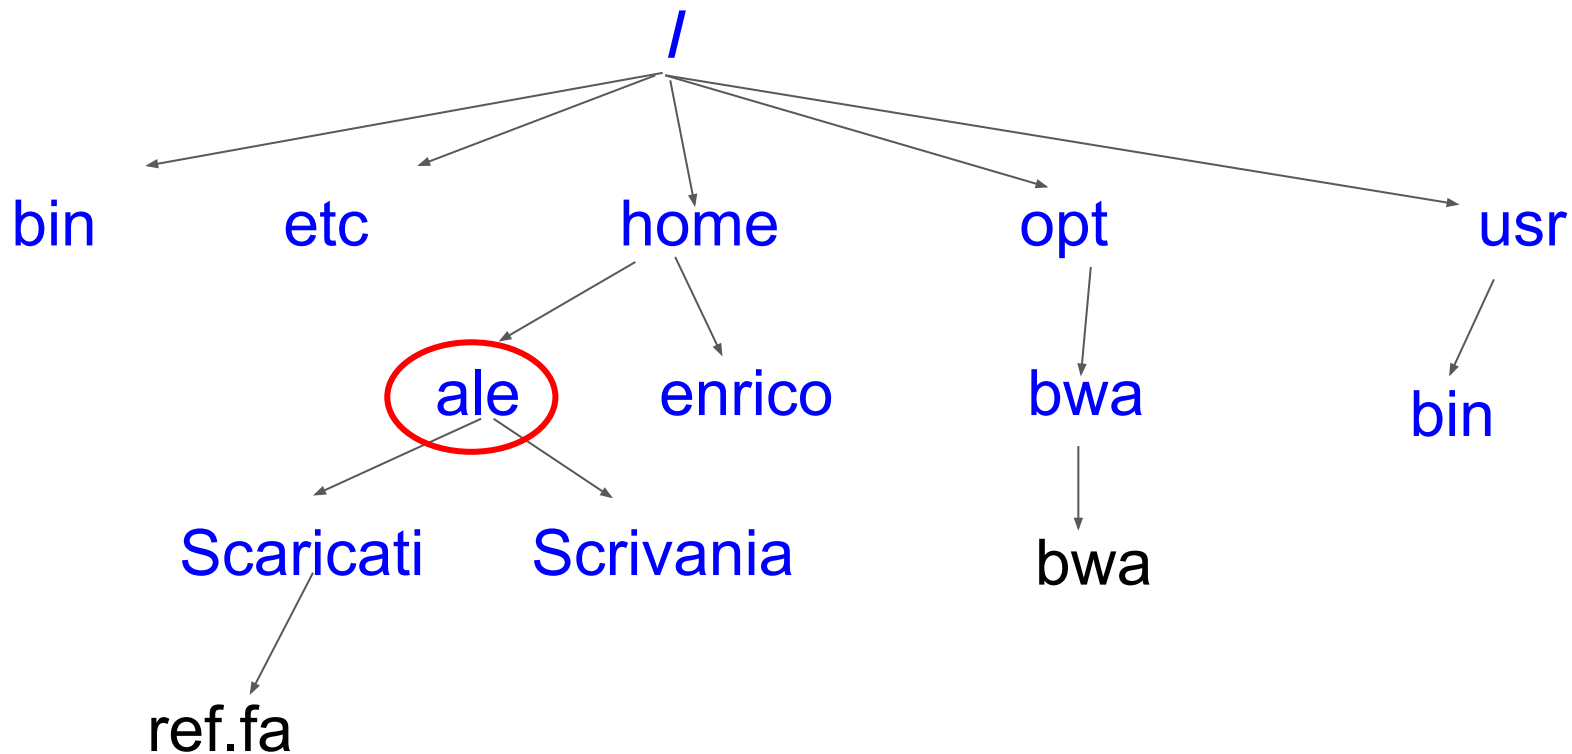 /
bin etc home opt usr
ale enrico bwa bin
Scaricati Scrivania bwa
ref.fa